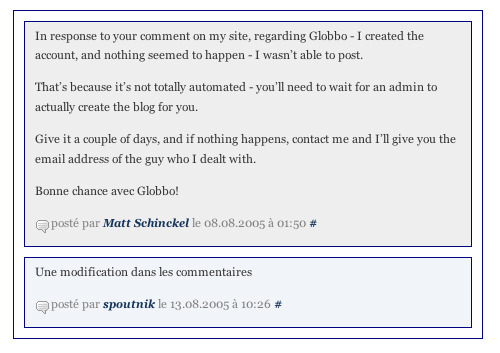 In response to your comment on my site, regarding Globbo - I created the
account, and nothing seemed to happen - I wasn't able to post.
That's because it's not totally automated - you'll need to wait for an admin to
actually create the blog for you.
Give it a couple of days, and if nothing happens, contact me and I'll give you the
email address of the guy who I dealt with.
Bonne chance avec Globbo!
posté par Matt Schinckel le 08.08.2005 à 01:50 #
Une modification dans les commentaires
posté par spoutnik le 13.08.2005 à 10:26 #